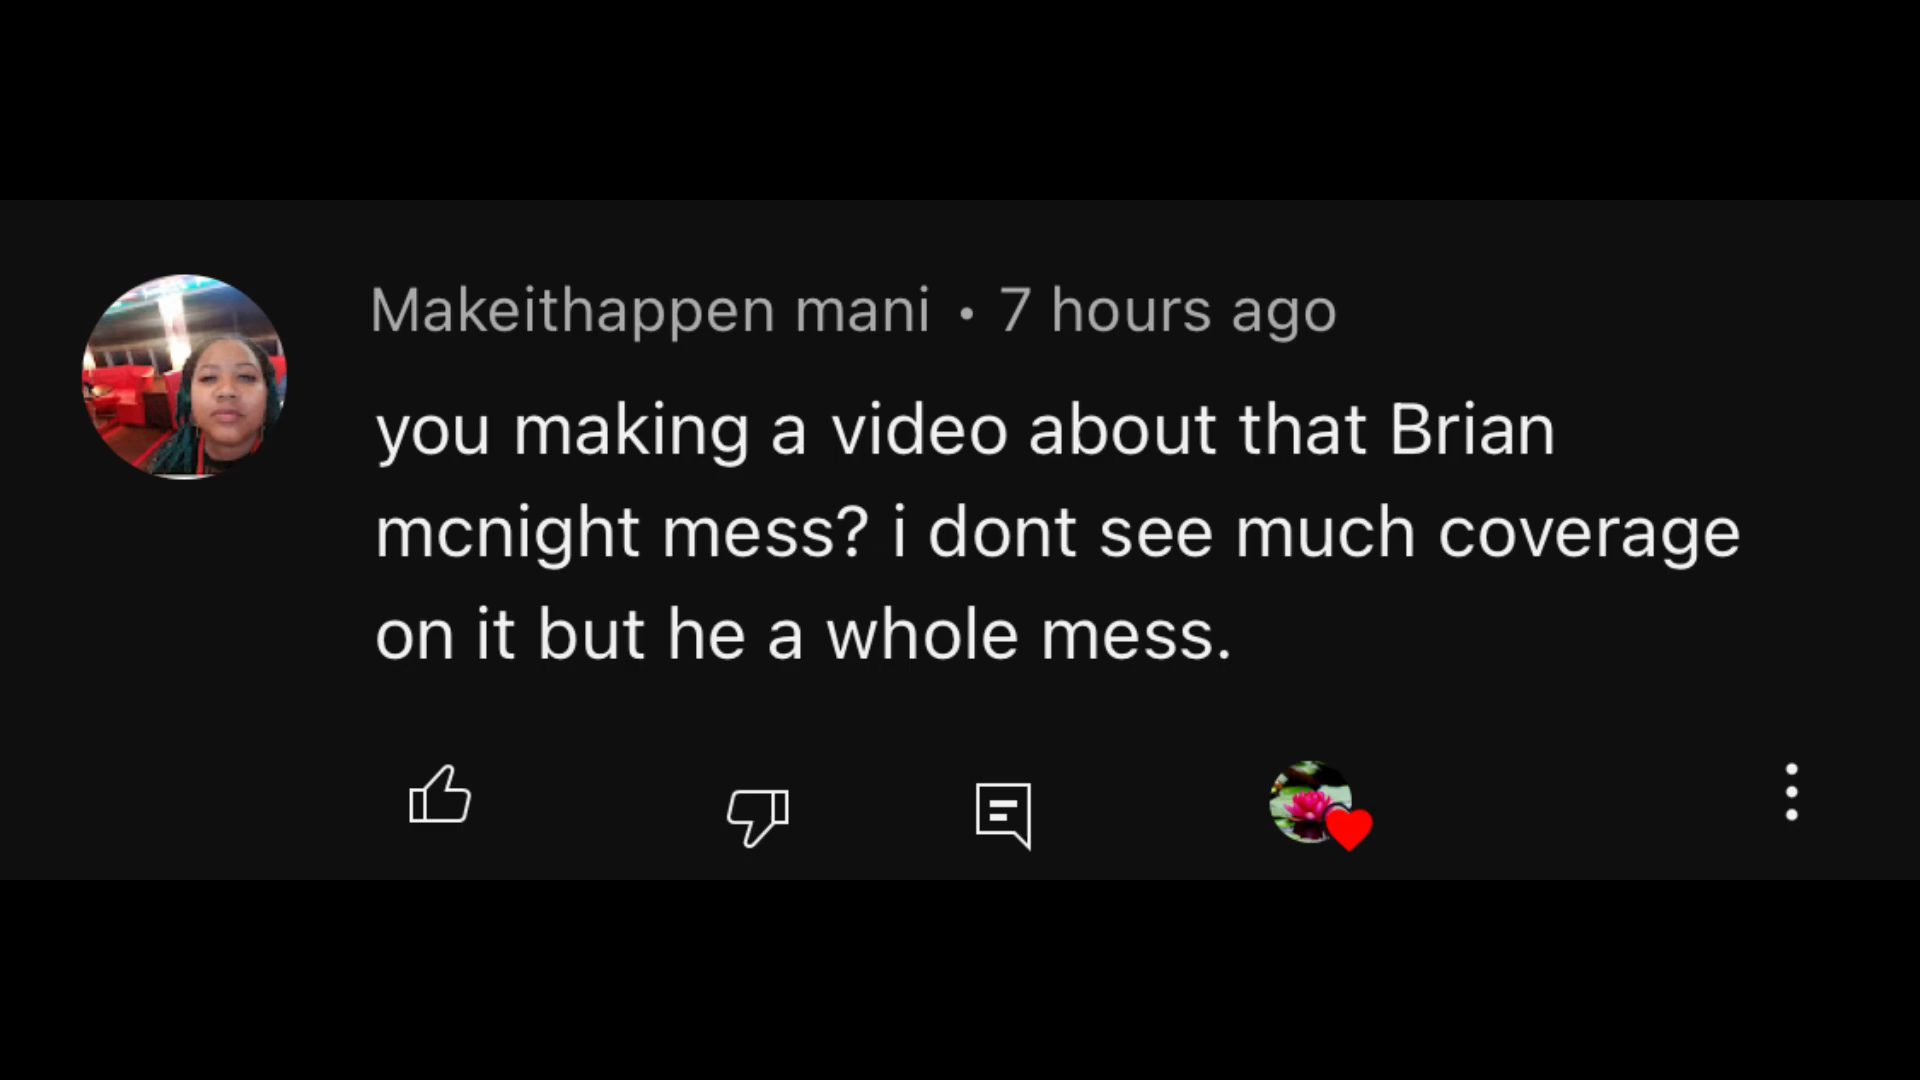 Makeithappen mani • 7 hours ago
you making a video about that Brian
mcnight mess? i dont see much coverage
on it but he a whole mess.